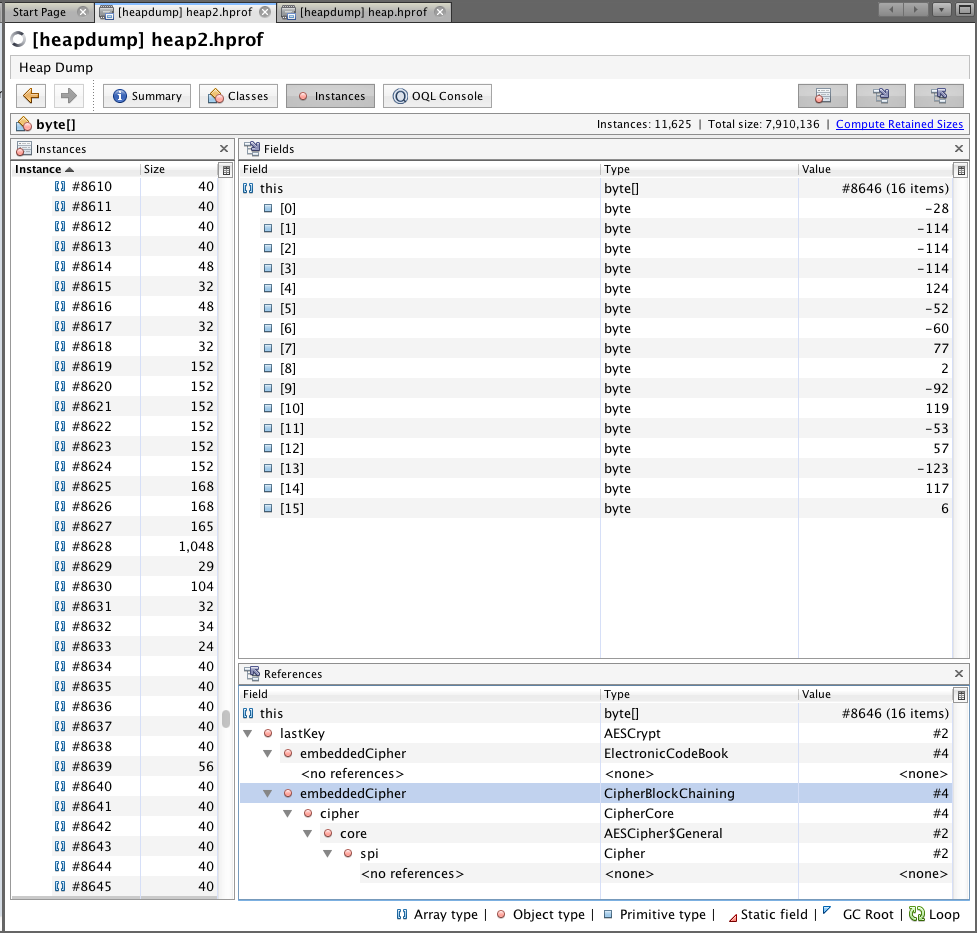 Start Page [heapdump] heap2.hprof [heapdump] heap.hprof
[heapdump] heap2.hprof
Heap Dump
Summary Classes Instances OQL Console
byte[] Instances: 11,625 | Total size: 7,910,136 | Compute Retained Sizes
Instances
Instance Size
#8610 40
#8611 40
#8612 40
#8613 40
#8614 48
#8615 32
#8616 48
#8617 32
#8618 32
#8619 152
#8620 152
#8621 152
#8622 152
#8623 152
#8624 152
#8625 168
#8626 168
#8627 165
#8628 1,048
#8629 29
#8630 104
#8631 32
#8632 34
#8633 24
#8634 40
#8635 40
#8636 40
#8637 40
#8638 40
#8639 56
#8640 40
#8641 40
#8642 40
#8643 40
#8644 40
#8645 40
Fields
Field Type Value
this byte[] #8646 (16 items)
[0] byte -28
[1] byte -114
[2] byte -114
[3] byte -114
[4] byte 124
[5] byte -52
[6] byte -60
[7] byte 77
[8] byte 2
[9] byte -92
[10] byte 119
[11] byte -53
[12] byte 57
[13] byte -123
[14] byte 117
[15] byte 6
References
Field Type Value
this byte[] #8646 (16 items)
lastKey AESCrypt #2
embeddedCipher ElectronicCodeBook #4
<no references> <none> <none>
embeddedCipher CipherBlockChaining #4
cipher CipherCore #4
core AESCipher$General #2
spi Cipher #2
<no references> <none> <none>
Array type | Object type | Primitive type | Static field | GC Root | Loop